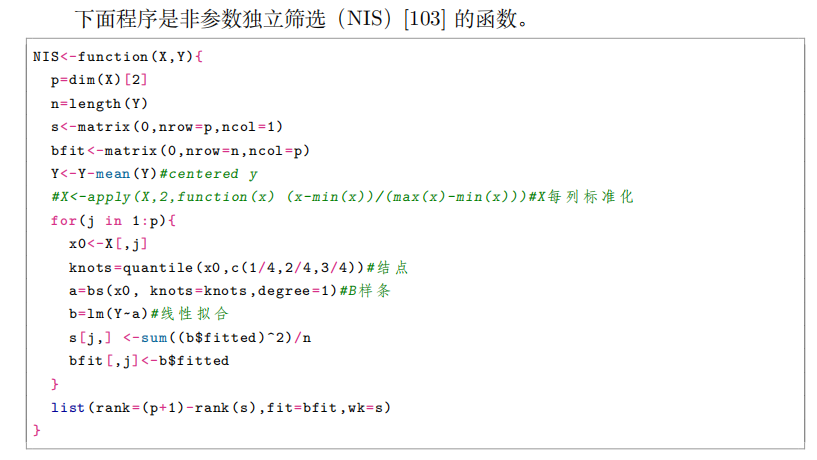 下面程序是非参数独立筛选（NIS）[103] 的函数。
NIS<-function(X,Y){
  p=dim(X)[2]
  n=length(Y)
  s<-matrix(0,nrow=p,ncol=1)
  bfit<-matrix(0,nrow=n,ncol=p)
  Y<-Y-mean(Y)#centered y
  #X<-apply(X,2,function(x) (x-min(x))/(max(x)-min(x)))#X每列标准化
  for(j in 1:p){
    x0<-X[,j]
    knots=quantile(x0,c(1/4,2/4,3/4))#结点
    a=bs(x0, knots=knots,degree=1)#B样条
    b=lm(Y~a)#线性拟合
    s[j,] <-sum((b$fitted)^2)/n
    bfit[,j]<-b$fitted
  }
  list(rank=(p+1)-rank(s),fit=bfit,wk=s)
}